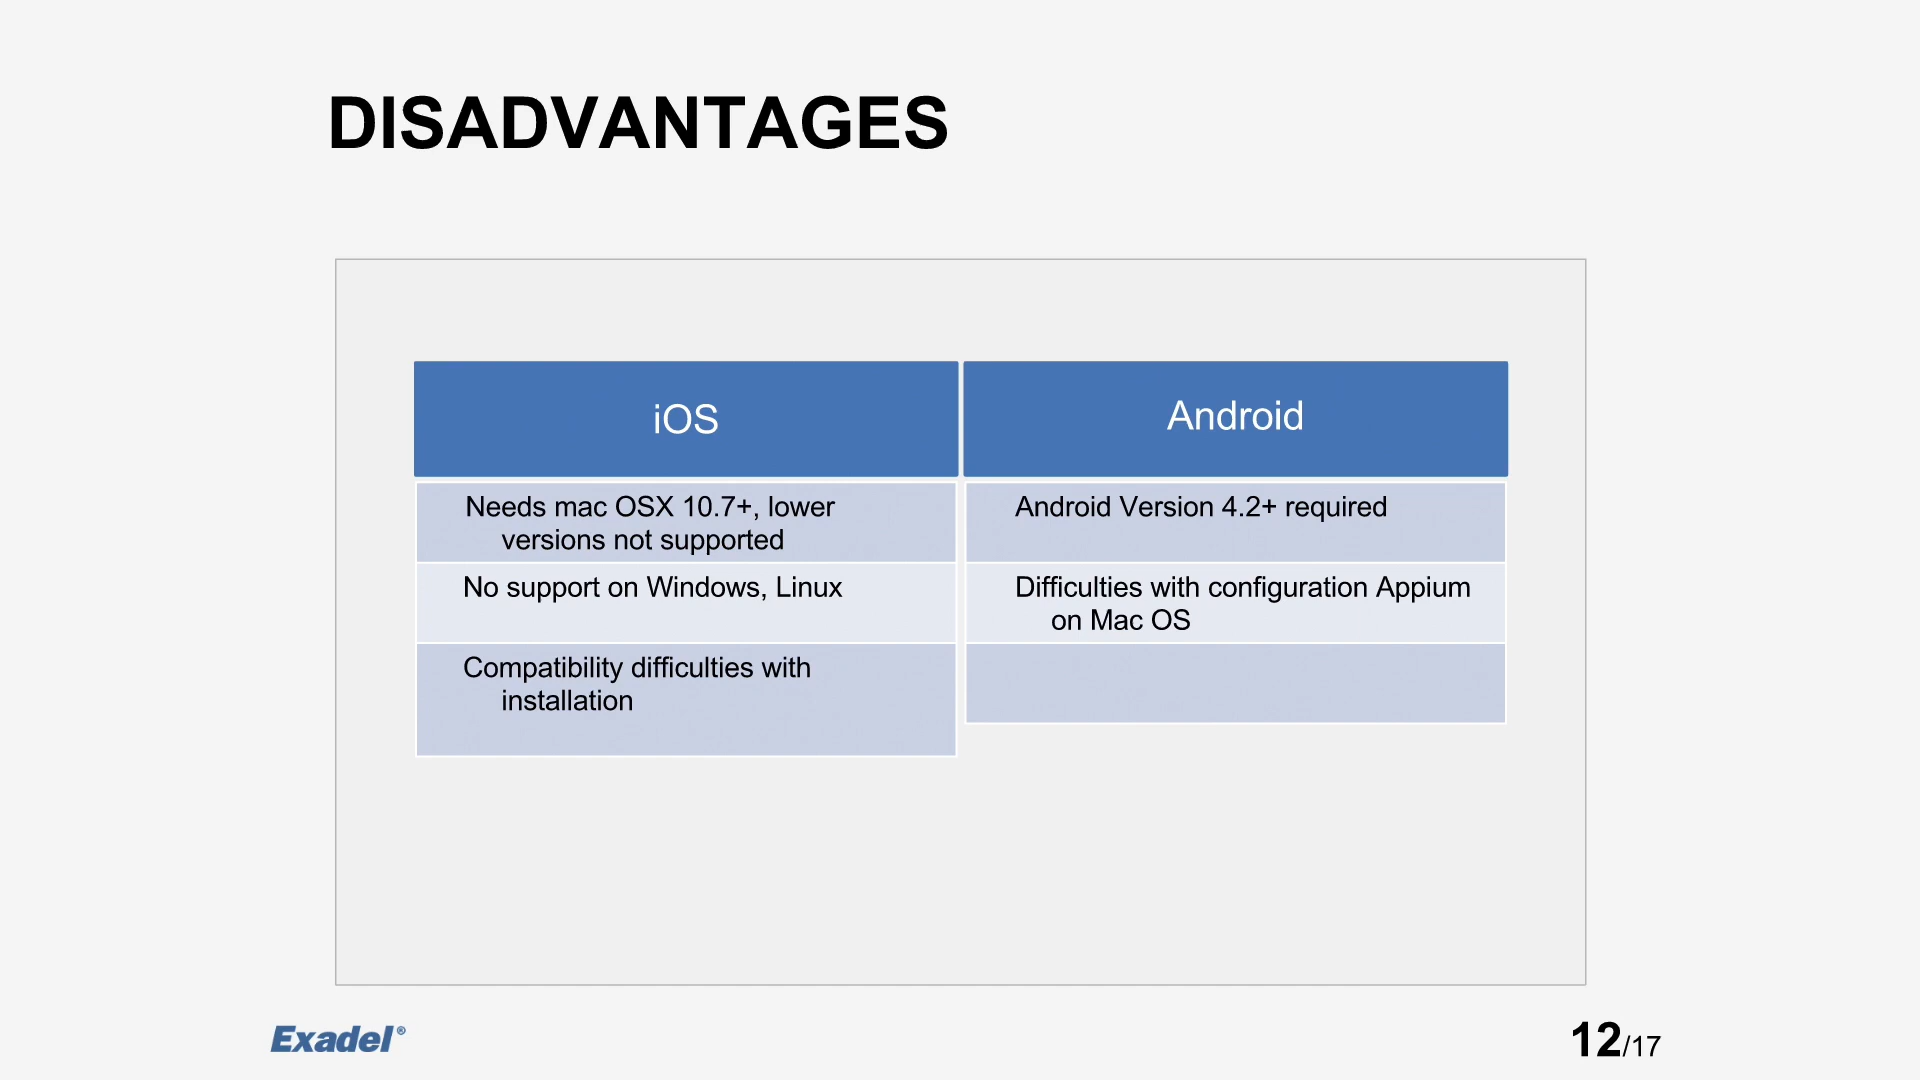 DISADVANTAGES
iOS
Needs mac OSX 10.7+, lower
versions not supported
No support on Windows, Linux
Compatibility difficulties with
installation
Android
Android Version 4.2+ required
Difficulties with configuration Appium
on Mac OS
Exadel®
12/17